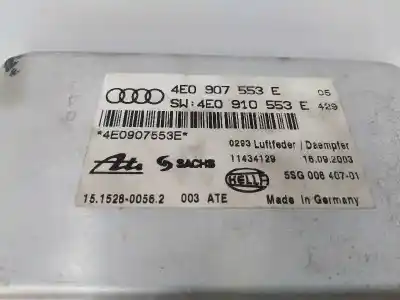 4E0 907 553 E 05
SW:4E0 910 553 E 429
*4E0907553E*
0293 Luftfeder/Daempfer
11434129 16.09.2003
Ate SACHS HELLA 5SG 008 407-01
15.1526-0056.2 003 ATE Made in Germany